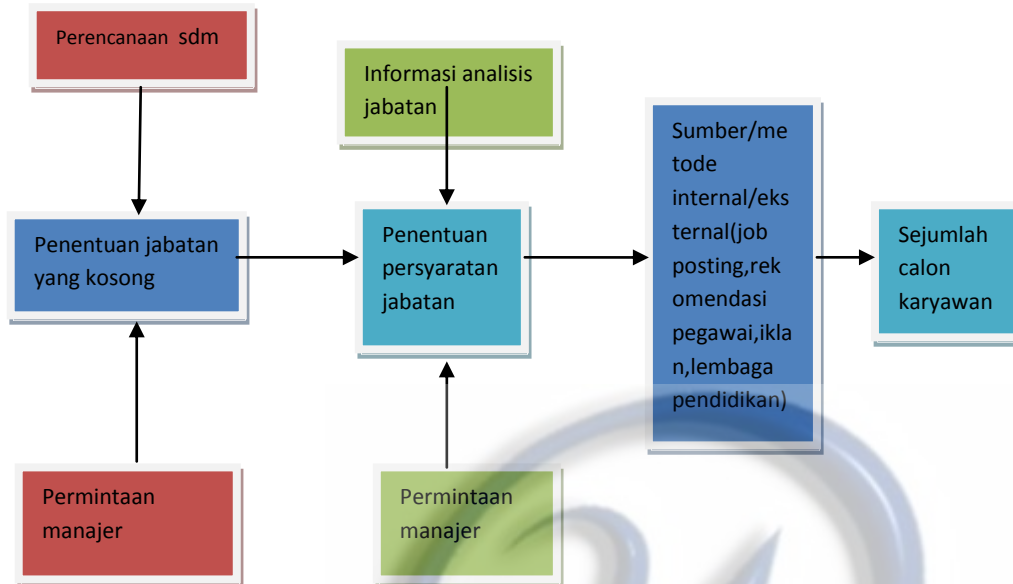 Perencanaan sdm
Informasi analisis
jabatan
Penentuan jabatan
yang kosong
Penentuan
persyaratan
jabatan
Sumber/me
tode
internal/eks
ternal(job
posting,rek
omendasi
pegawai,ikla
n,lembaga
pendidikan)
Sejumlah
calon
karyawan
Permintaan
manajer
Permintaan
manajer